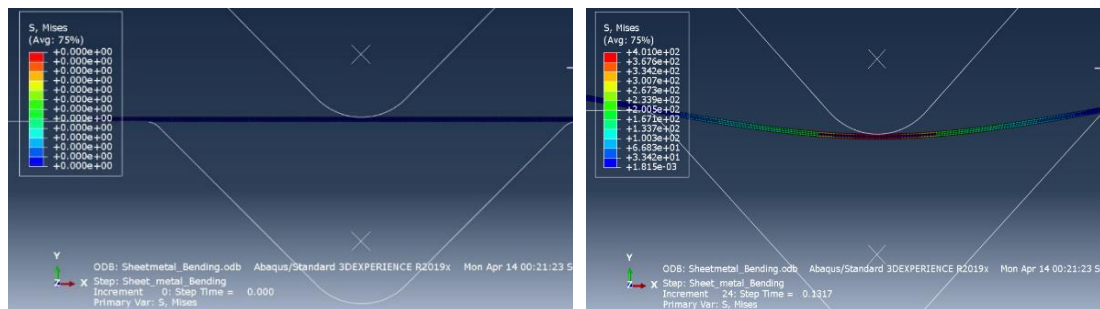 S, Mises
(Avg: 75%)
+0.000e+00
+0.000e+00
+0.000e+00
+0.000e+00
+0.000e+00
+0.000e+00
+0.000e+00
+0.000e+00
+0.000e+00
+0.000e+00
+0.000e+00
+0.000e+00
+0.000e+00
Y
Z X
ODB: Sheetmetal_Bending.odb Abaqus/Standard 3DEXPERIENCE R2019x Mon Apr 14 00:21:23 S
Step: Sheet_metal_Bending
Increment 0: Step Time = 0.000
Primary Var: S, Mises
S, Mises
(Avg: 75%)
+4.010e+02
+3.676e+02
+3.342e+02
+3.007e+02
+2.673e+02
+2.339e+02
+2.005e+02
+1.671e+02
+1.337e+02
+1.003e+02
+6.683e+01
+3.342e+01
+1.815e-03
Y
Z X
ODB: Sheetmetal_Bending.odb Abaqus/Standard 3DEXPERIENCE R2019x Mon Apr 14 00:21:23 S
Step: Sheet_metal_Bending
Increment 24: Step Time = 0.1317
Primary Var: S, Mises